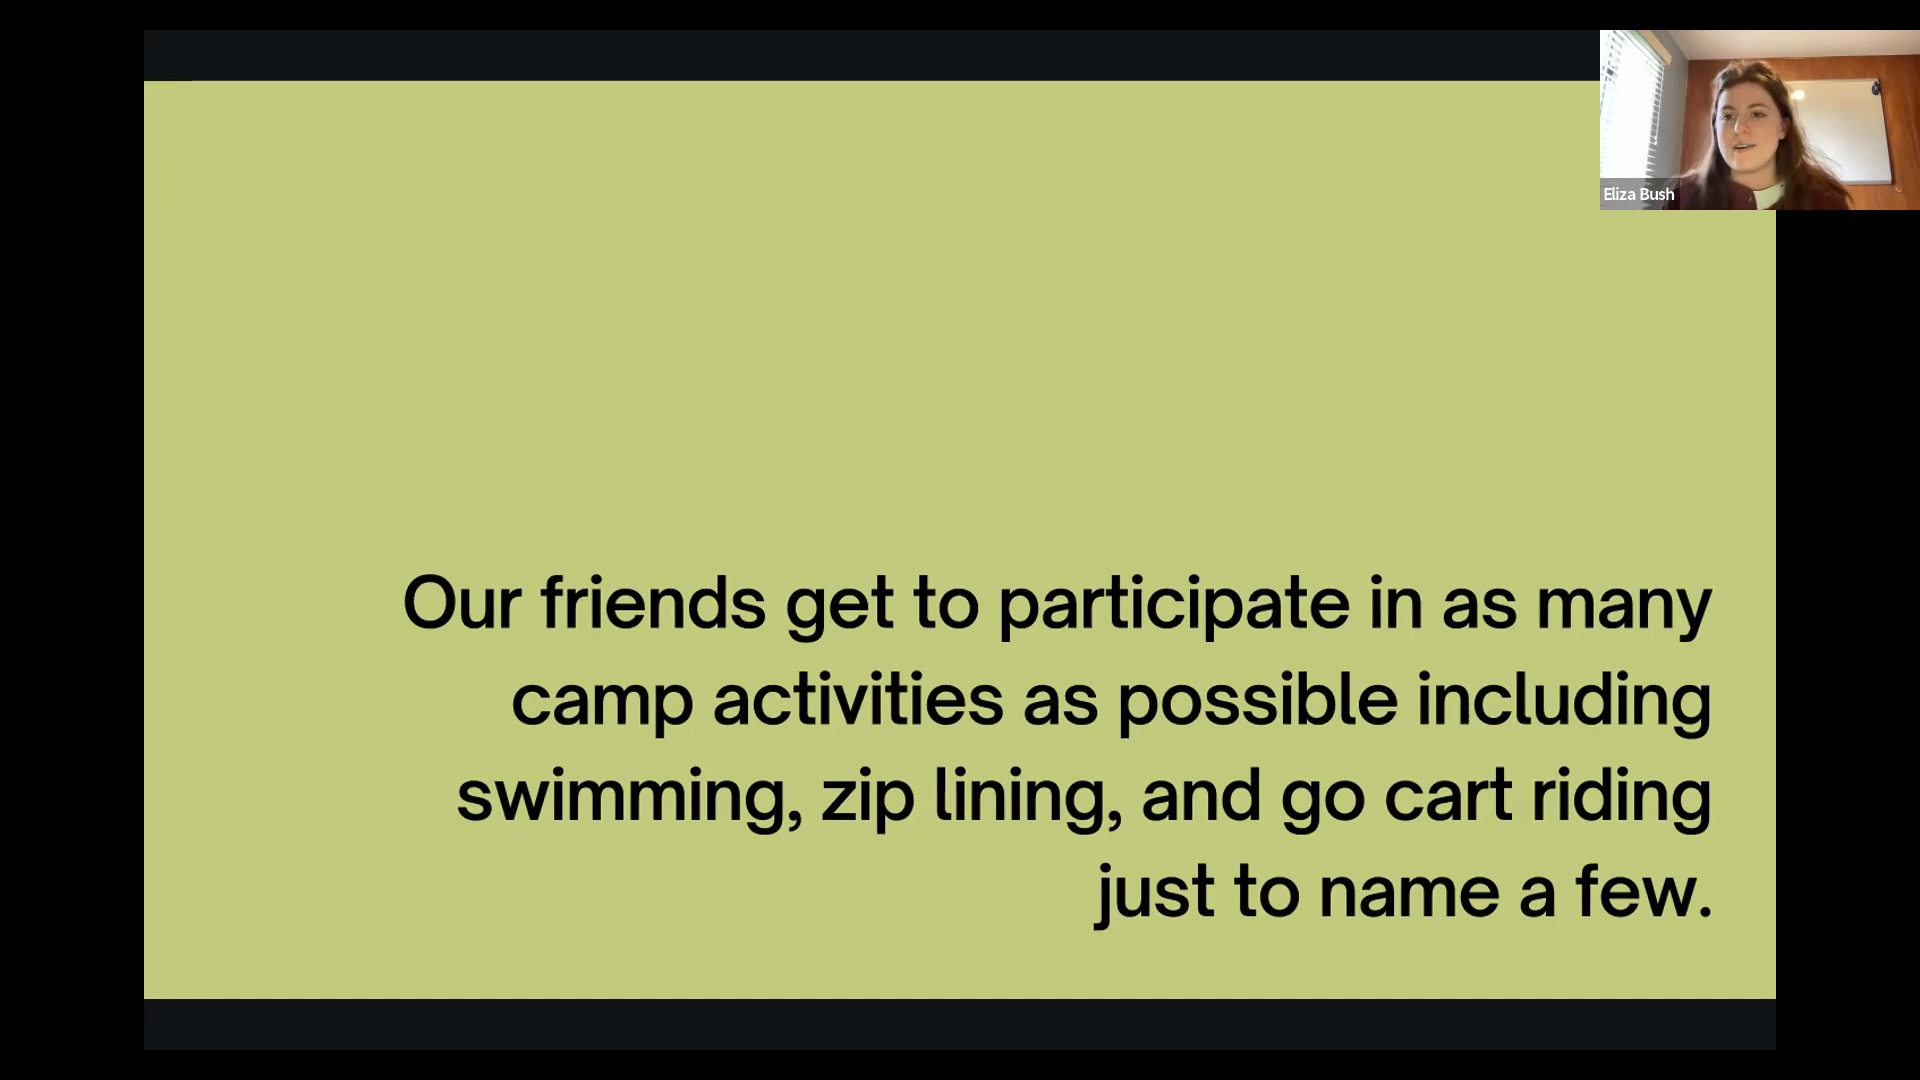 Eliza Bush
Our friends get to participate in as many
camp activities as possible including
swimming, zip lining, and go cart riding
just to name a few.